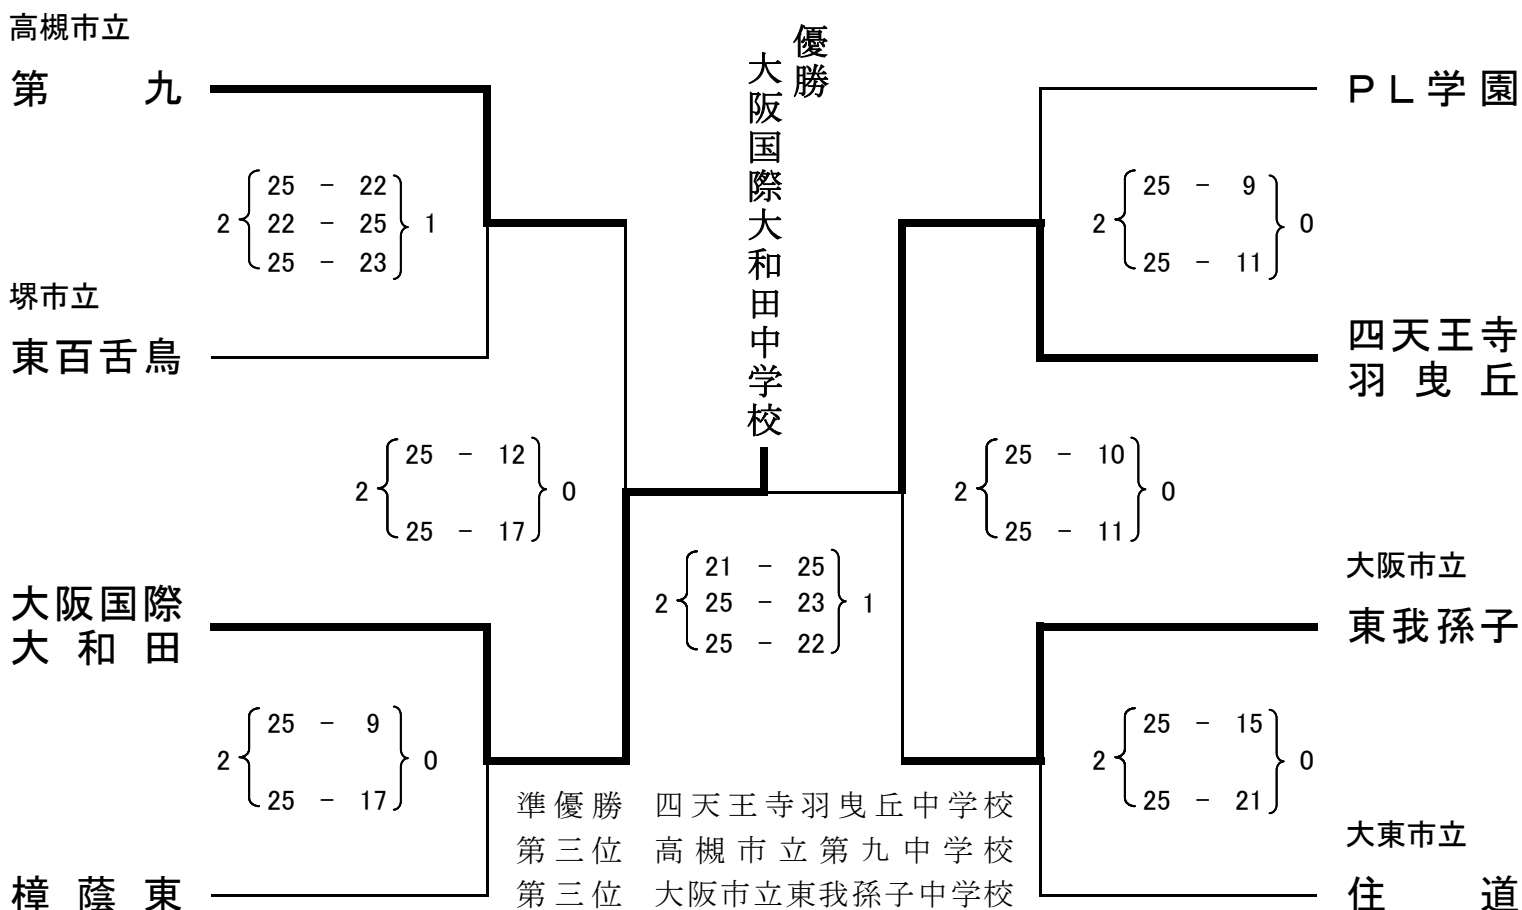 高槻市立
第九
2 25 - 22 1
22 - 25
25 - 23
堺市立
東百舌鳥
2 25 - 12 0
25 - 17
大阪国際
大和田
2 25 - 9 0
25 - 17
樟蔭東
優勝
大阪国際大和田中学校
2 21 - 25 1
25 - 23
25 - 22
PL学園
2 25 - 9 0
25 - 11
四天王寺
羽曳丘
2 25 - 10 0
25 - 11
大阪市立
東我孫子
2 25 - 15 0
25 - 21
大東市立
住道
準優勝 四天王寺羽曳丘中学校
第三位 高槻市立第九中学校
第三位 大阪市立東我孫子中学校